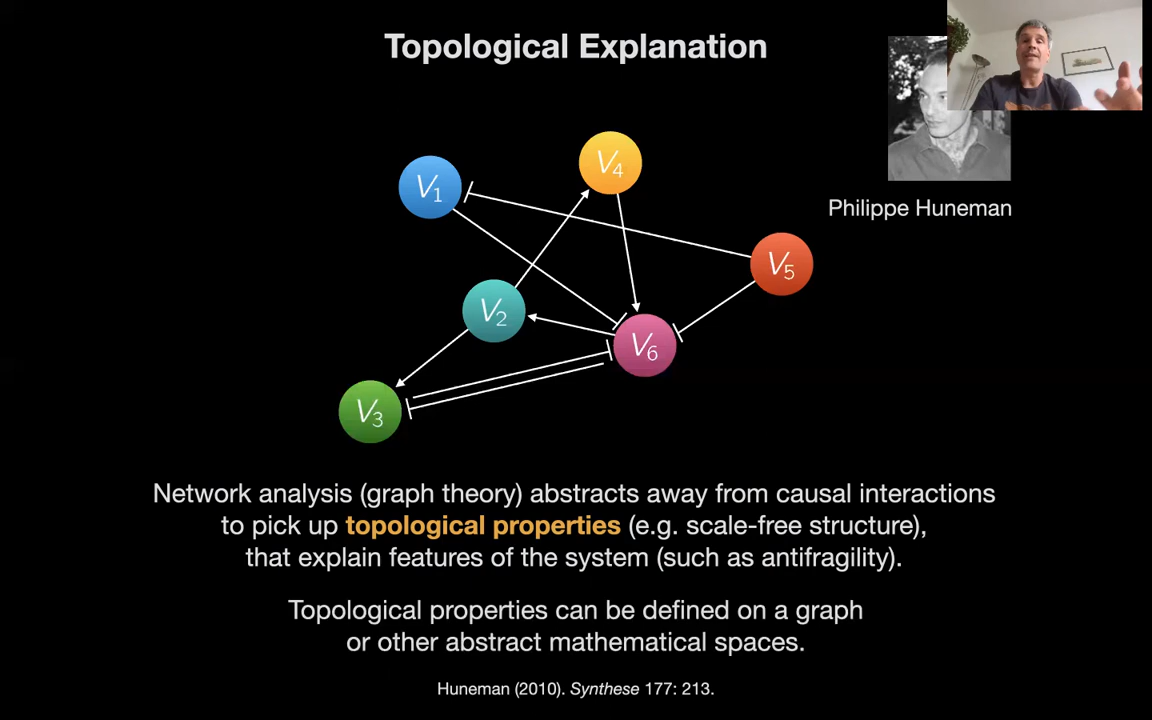 Topological Explanation
V4
V1
Philippe Huneman
V5
V2
V6
V3
Network analysis (graph theory) abstracts away from causal interactions
to pick up topological properties (e.g. scale-free structure),
that explain features of the system (such as antifragility).
Topological properties can be defined on a graph
or other abstract mathematical spaces.
Huneman (2010). Synthese 177: 213.